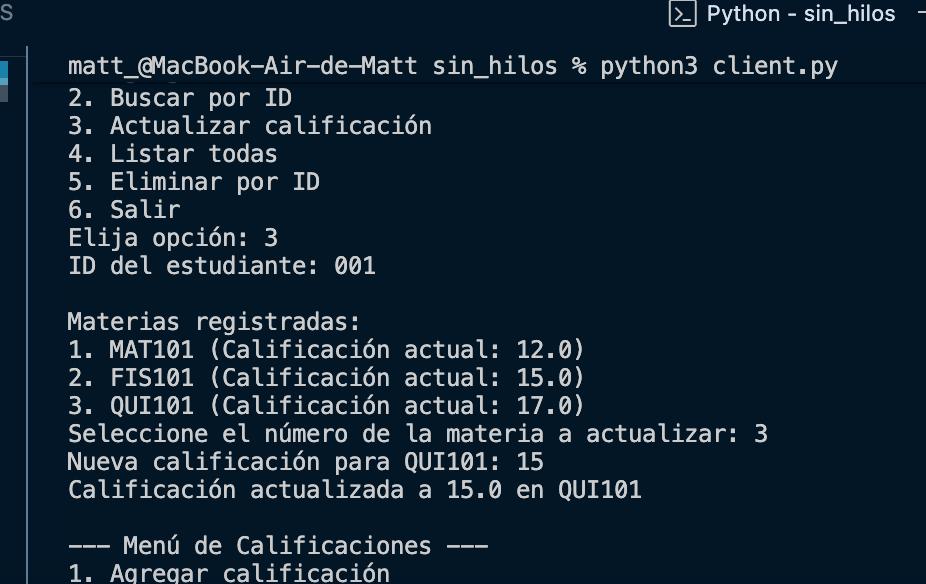 S
Python - sin_hilos
matt_@MacBook-Air-de-Matt sin_hilos % python3 client.py
2. Buscar por ID
3. Actualizar calificación
4. Listar todas
5. Eliminar por ID
6. Salir
Elija opción: 3
ID del estudiante: 001
Materias registradas:
1. MAT101 (Calificación actual: 12.0)
2. FIS101 (Calificación actual: 15.0)
3. QUI101 (Calificación actual: 17.0)
Seleccione el número de la materia a actualizar: 3
Nueva calificación para QUI101: 15
Calificación actualizada a 15.0 en QUI101
--- Menú de Calificaciones ---
1. Agregar calificación